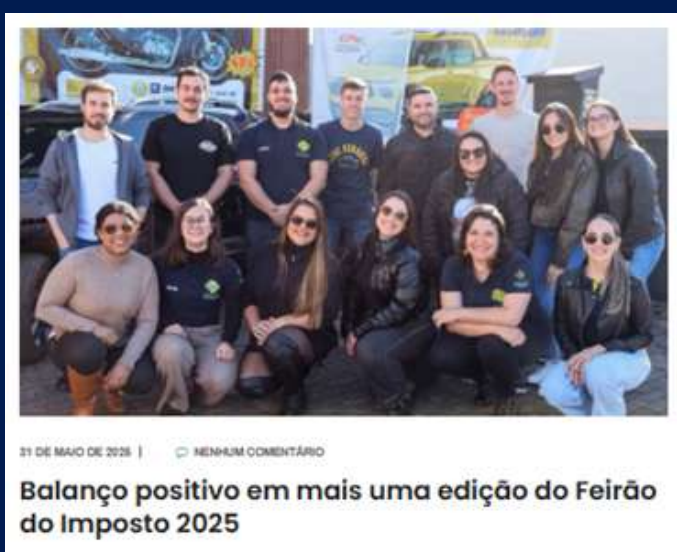 31 DE MAIO DE 2025 |
NENHUM COMENTÁRIO
Balanço positivo em mais uma edição do Feirão
do Imposto 2025